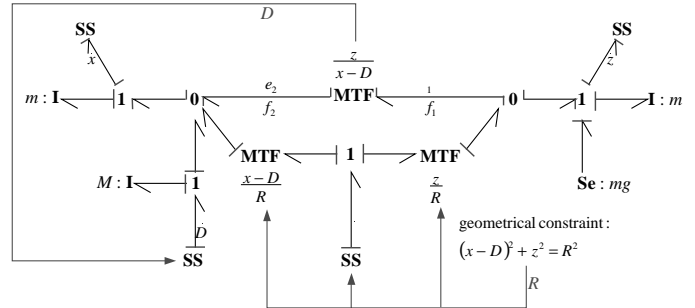 D
SS
SS
ẋ
ż
z
x − D
m : I
1
0
e₂
f₂
MTF
1
f₁
0
1
I : m
MTF
1
MTF
M : I
1
x − D
R
z
R
Se : mg
Ḋ
geometrical constraint :
(x − D)² + z² = R²
SS
SS
R